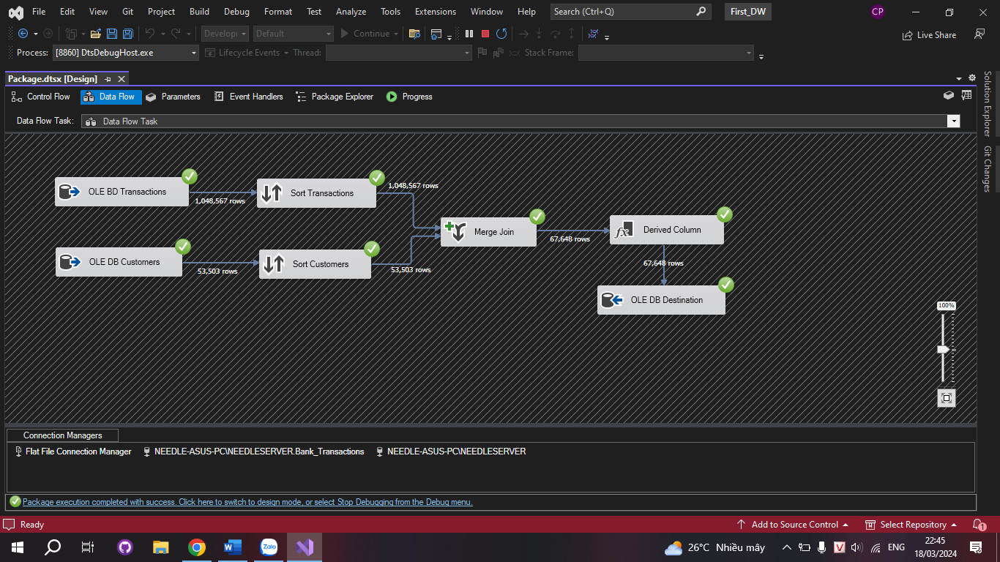 File Edit View Git Project Build Debug Format Test Analyze Tools Extensions Window Help Search (Ctrl+Q) First_DW CP
Develop Default Continue Live Share
Process: [8860] DtsDebugHost.exe Lifecycle Events Thread: Stack Frame:
Package.dtsx [Design]
Control Flow Data Flow Parameters Event Handlers Package Explorer Progress
Data Flow Task: Data Flow Task
Solution Explorer
Git Changes
OLE BD Transactions
1,048,567 rows
Sort Transactions
1,048,567 rows
OLE DB Customers
53,503 rows
Sort Customers
53,503 rows
Merge Join
67,648 rows
fx Derived Column
67,648 rows
OLE DB Destination
100%
Connection Managers
Flat File Connection Manager NEEDLE-ASUS-PC\NEEDLESERVER.Bank_Transactions NEEDLE-ASUS-PC\NEEDLESERVER
Package execution completed with success. Click here to switch to design mode, or select Stop Debugging from the Debug menu.
Ready Add to Source Control Select Repository 1
W Zalo 26°C Nhiều mây V ENG 22:45
18/03/2024